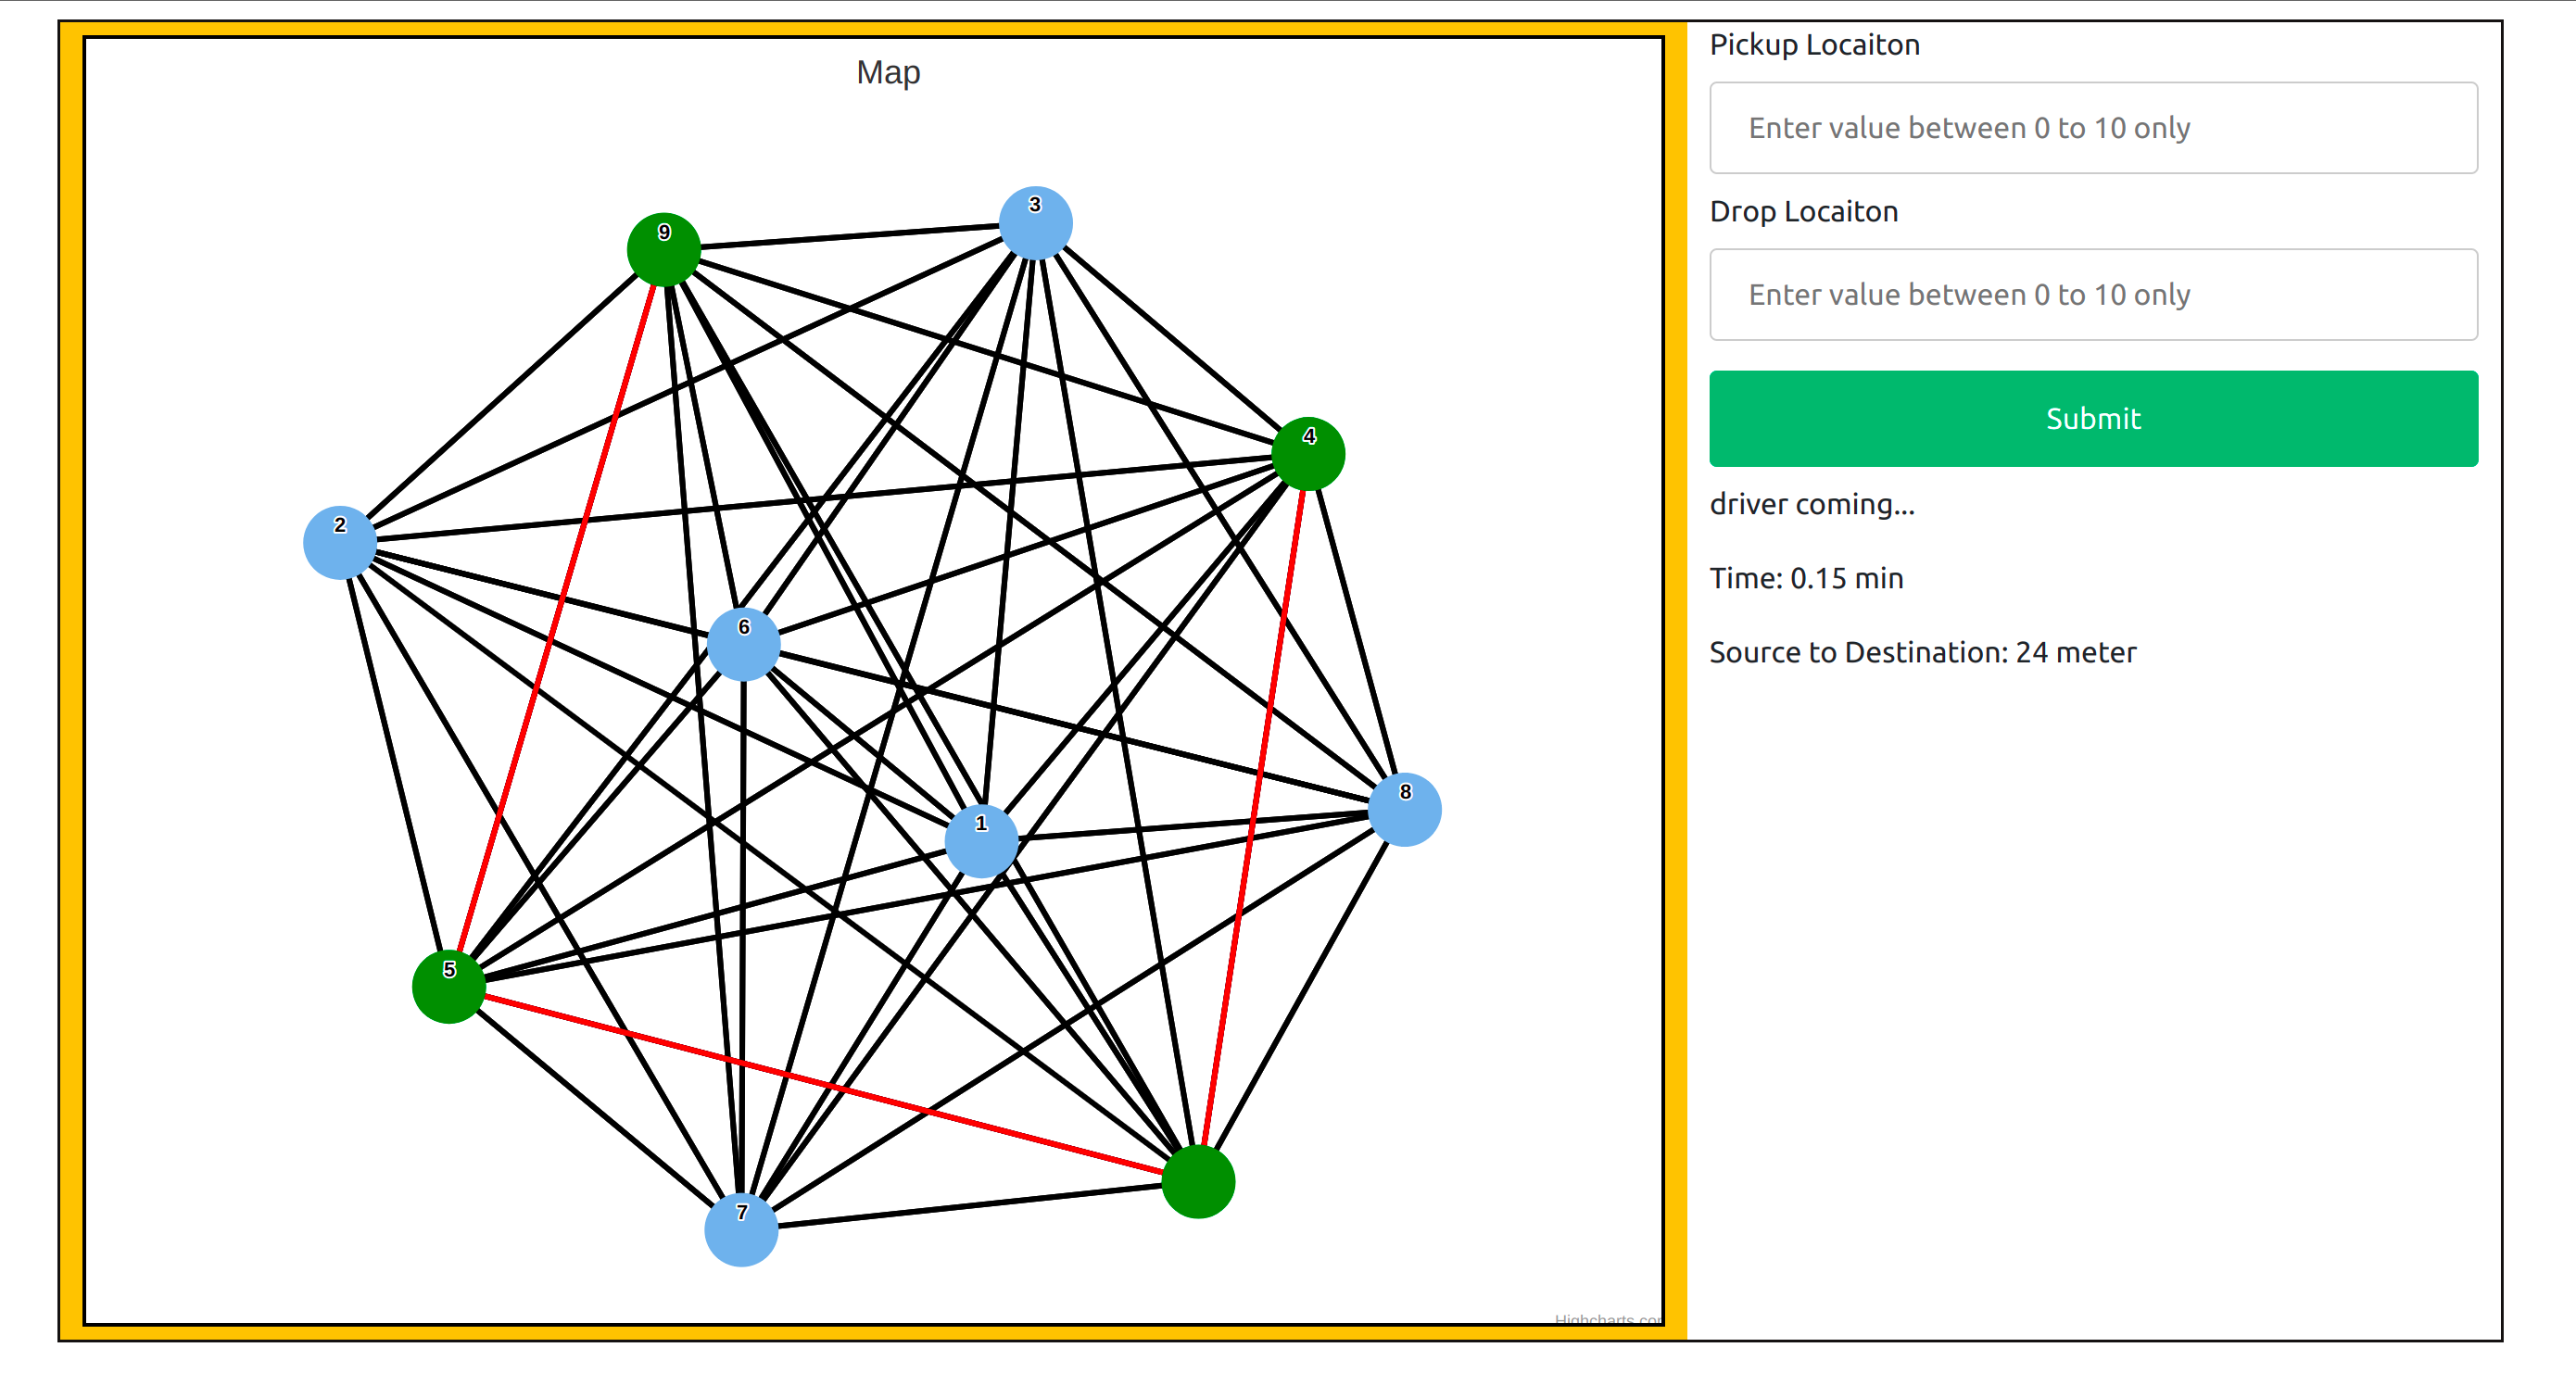 Map
3
9
4
2
6
8
1
5
7
Pickup Locaiton
Enter value between 0 to 10 only
Drop Locaiton
Enter value between 0 to 10 only
Submit
driver coming...
Time: 0.15 min
Source to Destination: 24 meter